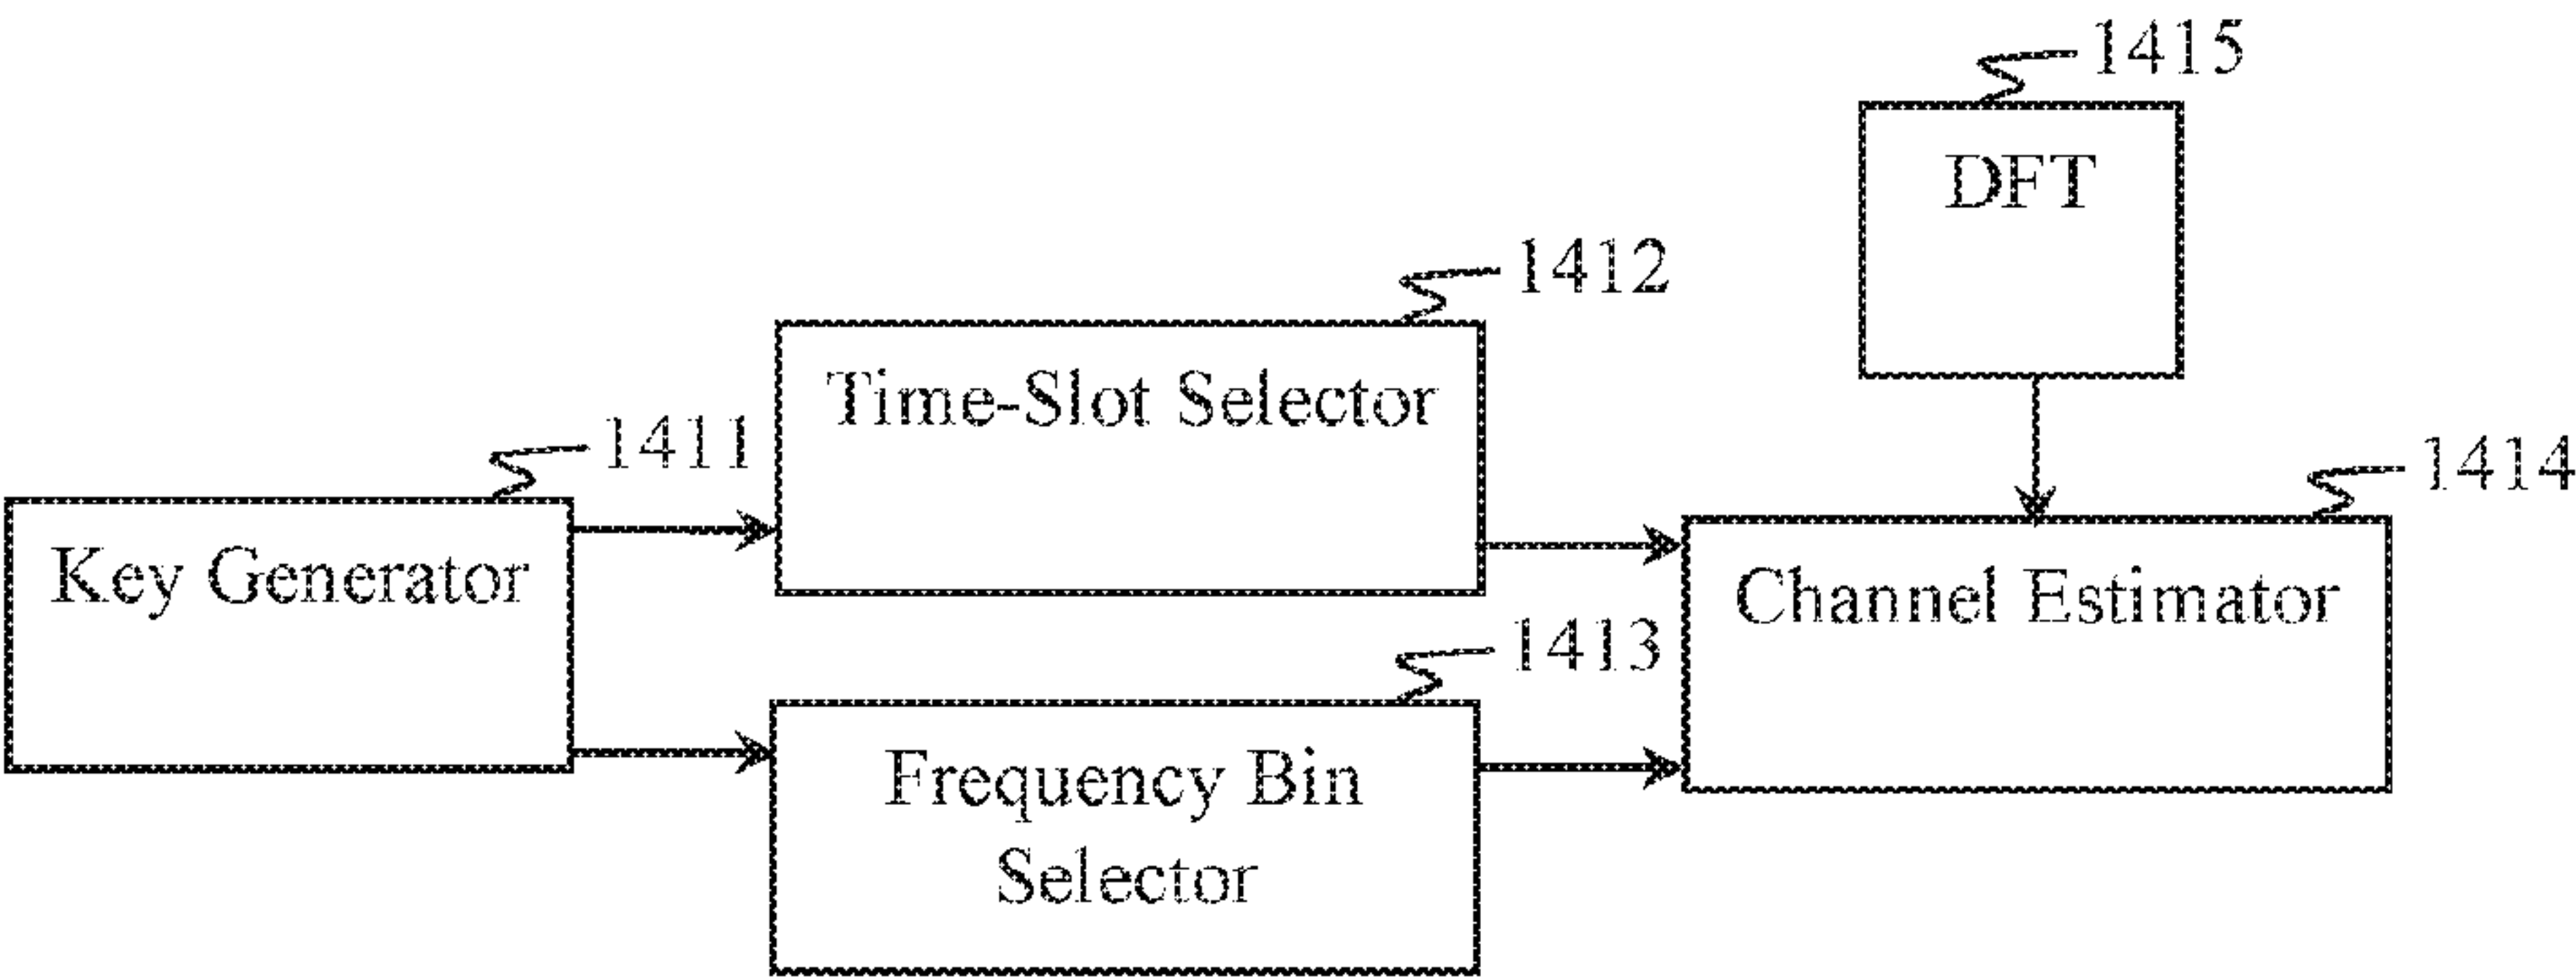 1415
DFT
1412
Time-Slot Selector
1411
Key Generator
1414
Channel Estimator
1413
Frequency Bin
Selector